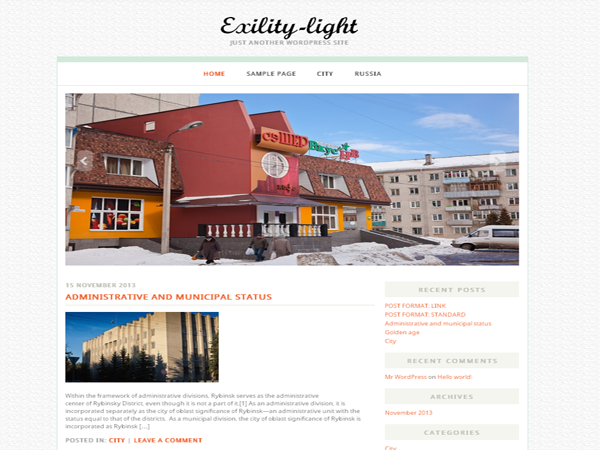 Exility-light
JUST ANOTHER WORDPRESS SITE
HOME SAMPLE PAGE CITY RUSSIA
15 NOVEMBER 2013
ADMINISTRATIVE AND MUNICIPAL STATUS
Within the framework of administrative divisions, Rybinsk serves as the administrative
center of Rybinsky District, even though it is not a part of it.[1] As an administrative division, it is
incorporated separately as the city of oblast significance of Rybinsk—an administrative unit with the
status equal to that of the districts. As a municipal division, the city of oblast significance of Rybinsk is
incorporated as Rybinsk [...]
POSTED IN: CITY | LEAVE A COMMENT
RECENT POSTS
POST FORMAT: LINK
POST FORMAT: STANDARD
Administrative and municipal status
Golden age
City
RECENT COMMENTS
Mr WordPress on Hello world!
ARCHIVES
November 2013
CATEGORIES
City